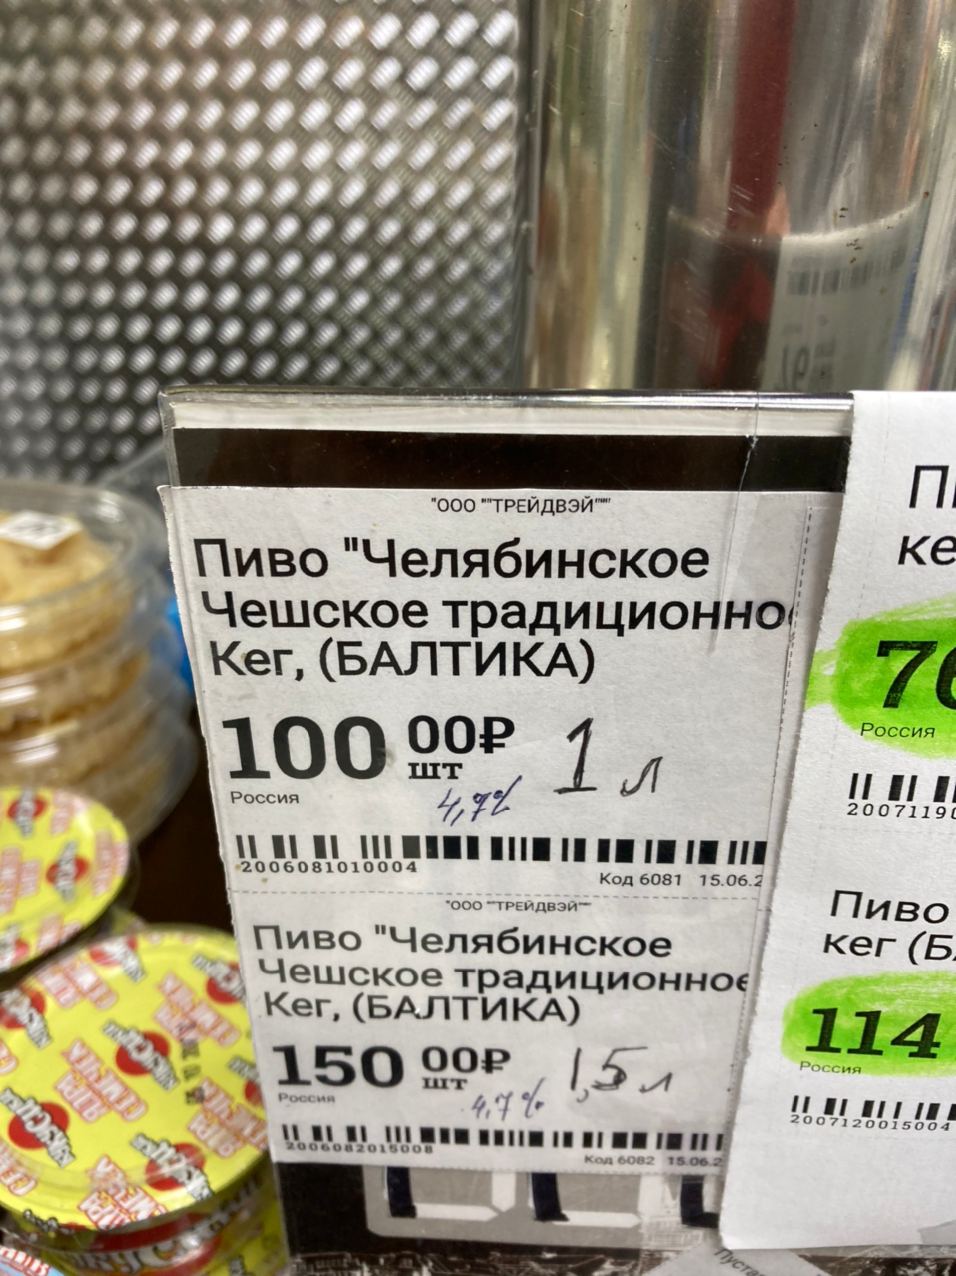 "ООО ""ТРЕЙДВЭЙ"""
Пиво "Челябинское
Чешское традиционно
Кег, (БАЛТИКА)
100 00₽
шт
1 л
Россия
4,7%
2006081010004
Код 6081 15.06.2
"ООО ""ТРЕЙДВЭЙ""
Пиво "Челябинское
Чешское традиционное
Кег, (БАЛТИКА)
150 00₽
шт
1,5 л
Россия
4,7%
2006082015008
Код 6082 15.06.2
Россия
Пиво
114
Россия
2007120015004